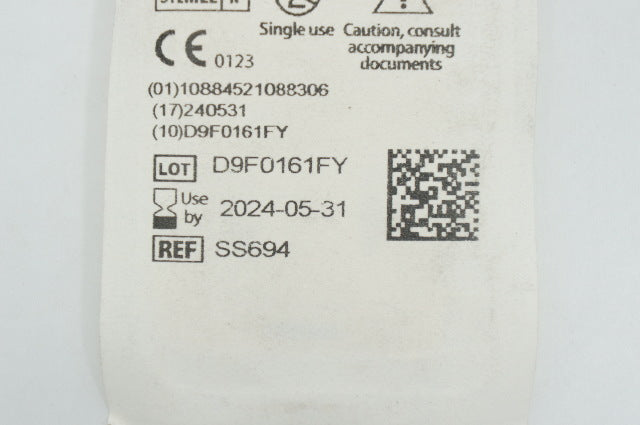 STERILE R
Single use Caution, consult
accompanying
documents
CE 0123
(01)10884521088306
(17)240531
(10)D9F0161FY
LOT D9F0161FY
Use
by 2024-05-31
REF SS694